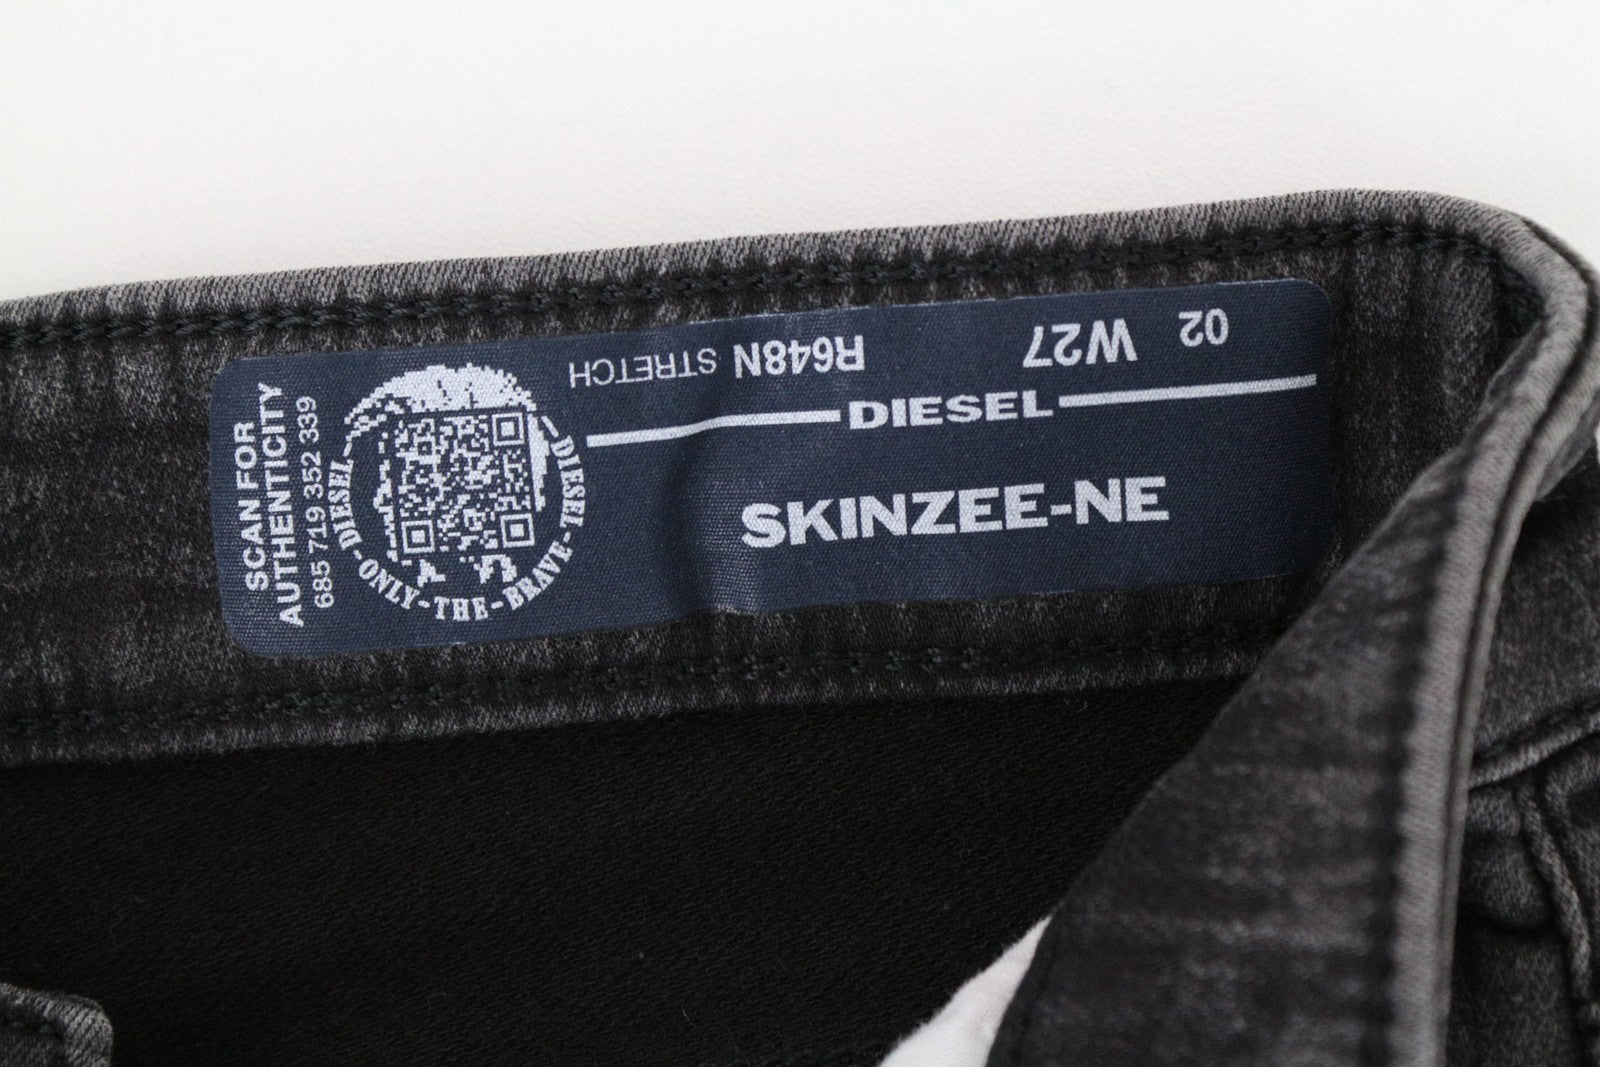 SCAN FOR
AUTHENTICITY
685 719 352 339
DIESEL-ONLY-THE-BRAVE-DIESEL
R648N STRETCH
W27
02
DIESEL
SKINZEE-NE